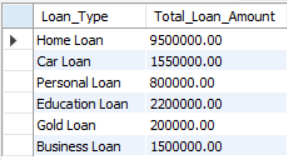 Loan_Type Total_Loan_Amount
Home Loan 9500000.00
Car Loan 1550000.00
Personal Loan 800000.00
Education Loan 2200000.00
Gold Loan 200000.00
Business Loan 1500000.00